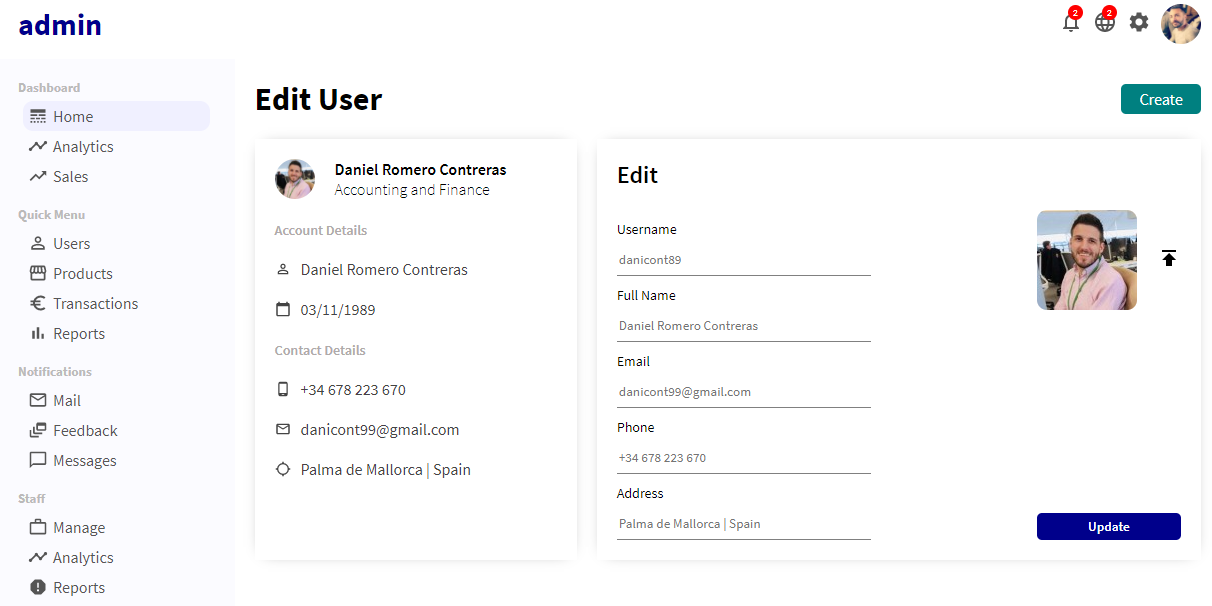 admin
2
2
Dashboard
Home
Analytics
Sales
Quick Menu
Users
Products
Transactions
Reports
Notifications
Mail
Feedback
Messages
Staff
Manage
Analytics
Reports
Edit User
Create
Daniel Romero Contreras
Accounting and Finance
Account Details
Daniel Romero Contreras
03/11/1989
Contact Details
+34 678 223 670
danicont99@gmail.com
Palma de Mallorca | Spain
Edit
Username
danicont89
Full Name
Daniel Romero Contreras
Email
danicont99@gmail.com
Phone
+34 678 223 670
Address
Palma de Mallorca | Spain
Update